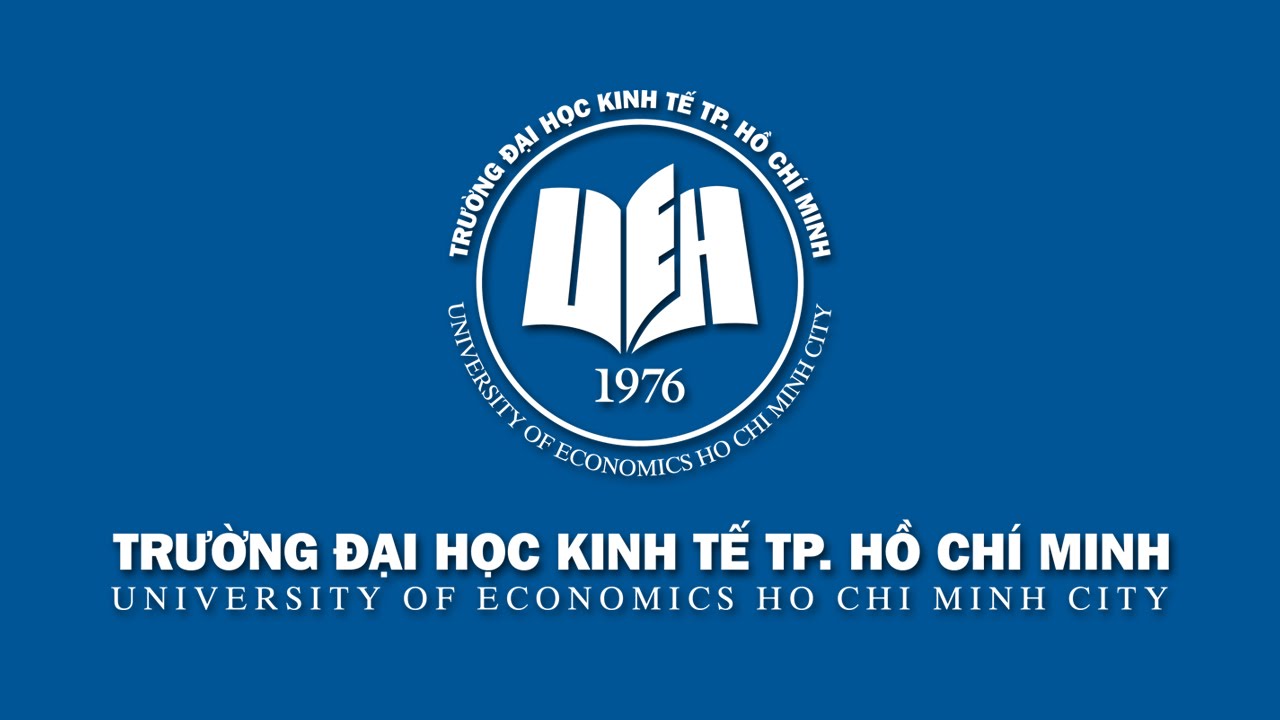 TRƯỜNG ĐẠI HỌC KINH TẾ TP. HỒ CHÍ MINH
UEH
1976
UNIVERSITY OF ECONOMICS HO CHI MINH CITY
TRƯỜNG ĐẠI HỌC KINH TẾ TP. HỒ CHÍ MINH
UNIVERSITY OF ECONOMICS HO CHI MINH CITY